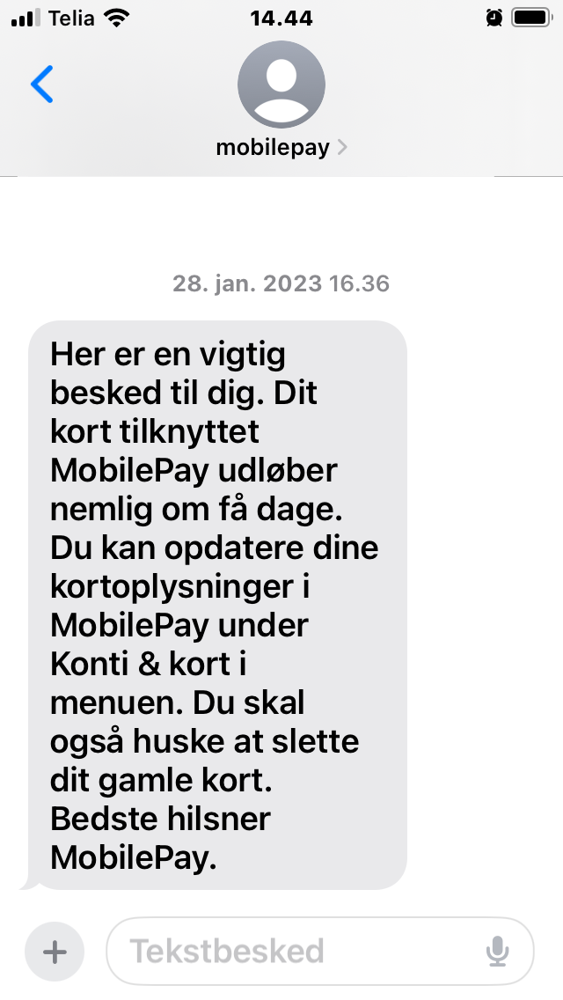 Telia
14.44
mobilepay
28. jan. 2023 16.36
Her er en vigtig
besked til dig. Dit
kort tilknyttet
MobilePay udløber
nemlig om få dage.
Du kan opdatere dine
kortoplysninger i
MobilePay under
Konti & kort i
menuen. Du skal
også huske at slette
dit gamle kort.
Bedste hilsner
MobilePay.
Tekstbesked